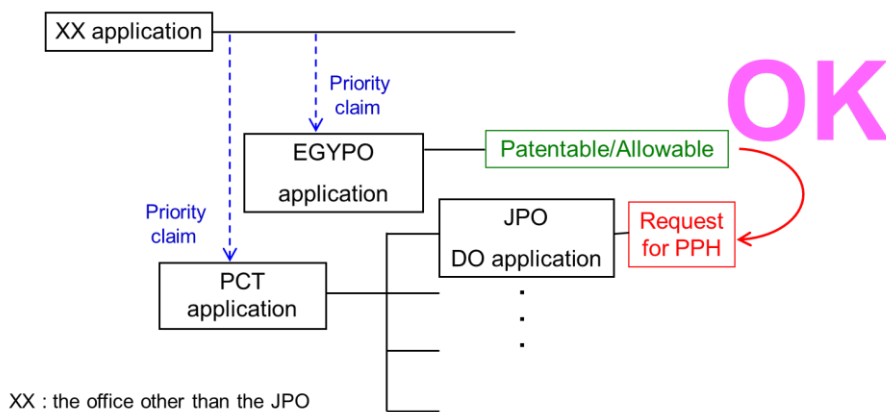 XX application
OK
Priority
claim
EGYPO
application
Patentable/Allowable
Priority
claim
JPO
DO application
Request
for PPH
PCT
application
XX : the office other than the JPO